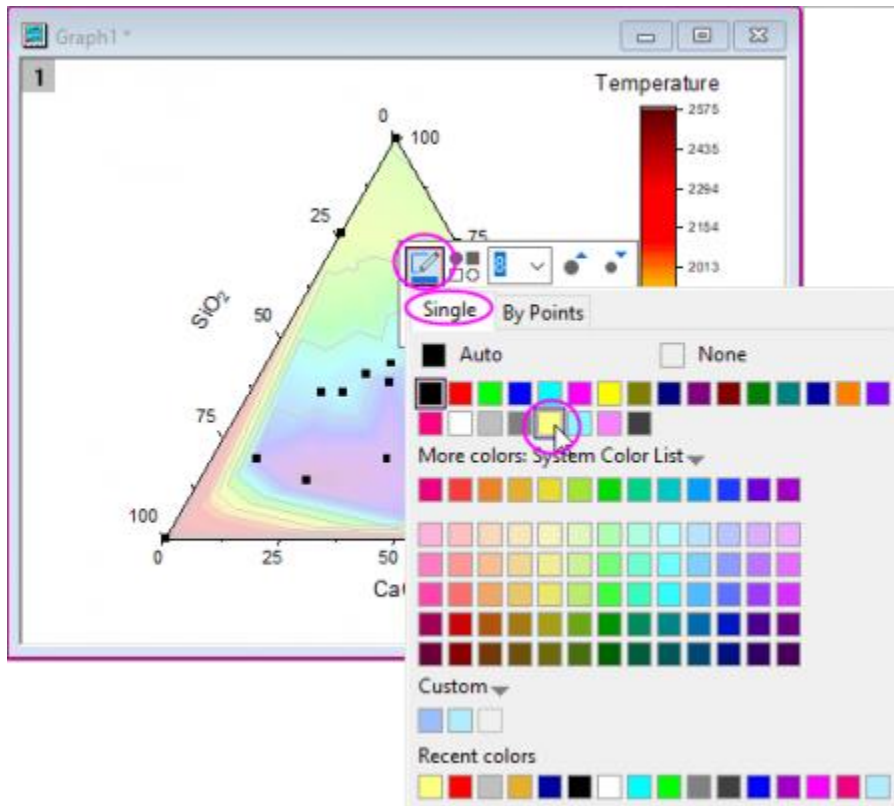 Graph1 *
1
Temperature
2575
2435
2294
2154
2013
0
100
25
75
8
SiO₂
50
75
100
0
25
50
Single By Points
Auto None
More colors: System Color List
Custom
Recent colors